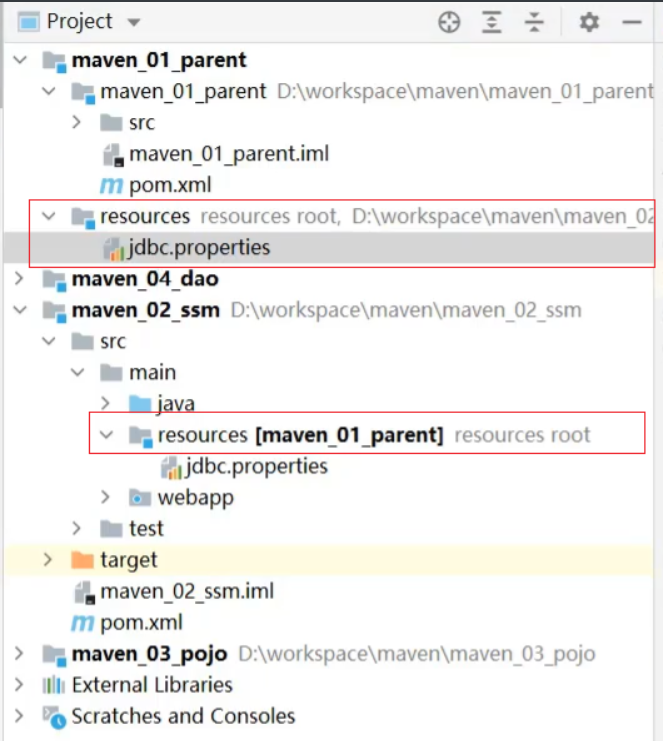 Project
maven_01_parent
maven_01_parent D:\workspace\maven\maven_01_parent
src
maven_01_parent.iml
pom.xml
resources resources root, D:\workspace\maven\maven_02
jdbc.properties
maven_04_dao
maven_02_ssm D:\workspace\maven\maven_02_ssm
src
main
java
resources [maven_01_parent] resources root
jdbc.properties
webapp
test
target
maven_02_ssm.iml
pom.xml
maven_03_pojo D:\workspace\maven\maven_03_pojo
External Libraries
Scratches and Consoles